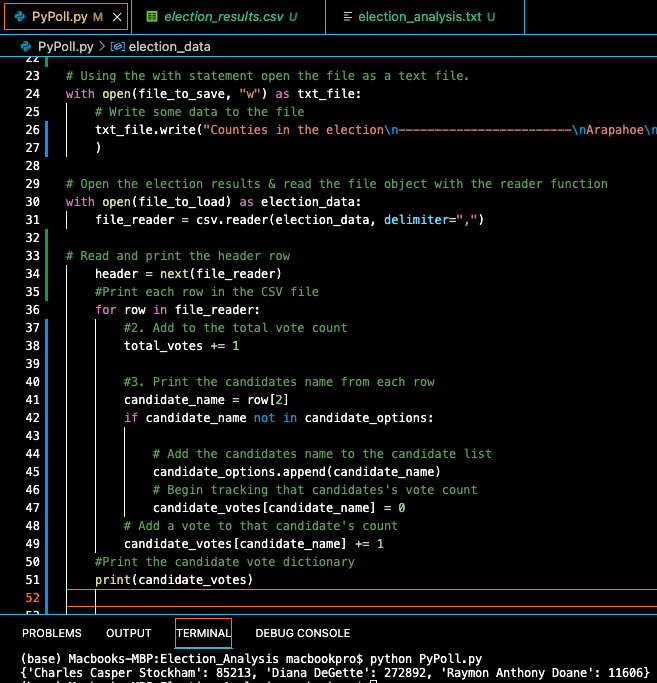 PyPoll.py M
election_results.csv U
election_analysis.txt U
PyPoll.py > election_data
22
23 # Using the with statement open the file as a text file.
24 with open(file_to_save, "w") as txt_file:
25 # Write some data to the file
26 txt_file.write("Counties in the election\n-------------------------\nArapahoe\n
27 )
28
29 # Open the election results & read the file object with the reader function
30 with open(file_to_load) as election_data:
31 file_reader = csv.reader(election_data, delimiter=",")
32
33 # Read and print the header row
34 header = next(file_reader)
35 #Print each row in the CSV file
36 for row in file_reader:
37 #2. Add to the total vote count
38 total_votes += 1
39
40 #3. Print the candidates name from each row
41 candidate_name = row[2]
42 if candidate_name not in candidate_options:
43
44 # Add the candidates name to the candidate list
45 candidate_options.append(candidate_name)
46 # Begin tracking that candidates's vote count
47 candidate_votes[candidate_name] = 0
48 # Add a vote to that candidate's count
49 candidate_votes[candidate_name] += 1
50 #Print the candidate vote dictionary
51 print(candidate_votes)
52
PROBLEMS OUTPUT TERMINAL DEBUG CONSOLE
(base) Macbooks-MBP:Election_Analysis macbookpro$ python PyPoll.py
{'Charles Casper Stockham': 85213, 'Diana DeGette': 272892, 'Raymon Anthony Doane': 11606}